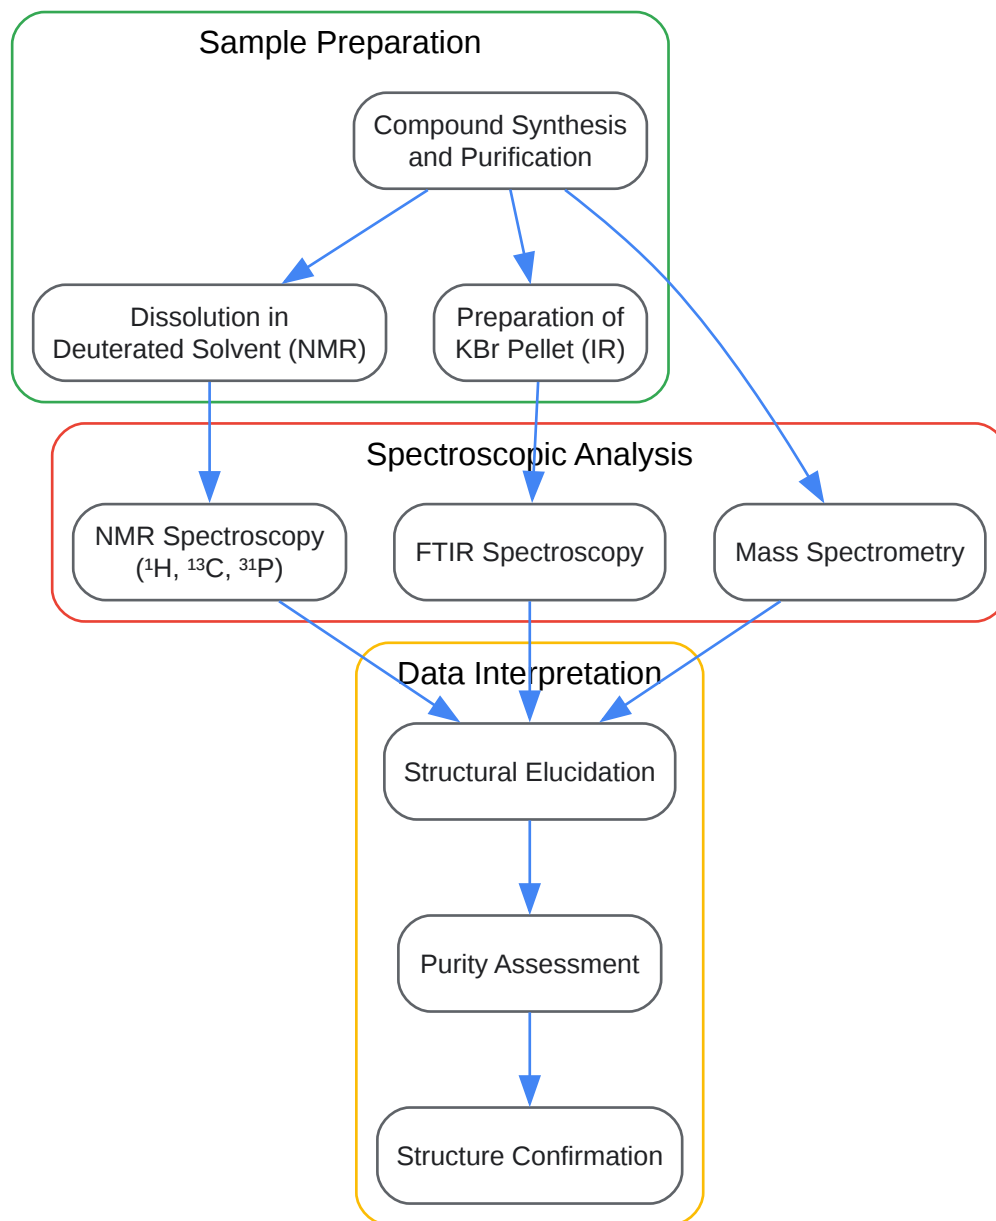 Sample Preparation
Compound Synthesis
and Purification
Dissolution in
Deuterated Solvent (NMR)
Preparation of
KBr Pellet (IR)
Spectroscopic Analysis
NMR Spectroscopy
(¹H, ¹³C, ³¹P)
FTIR Spectroscopy
Mass Spectrometry
Data Interpretation
Structural Elucidation
Purity Assessment
Structure Confirmation